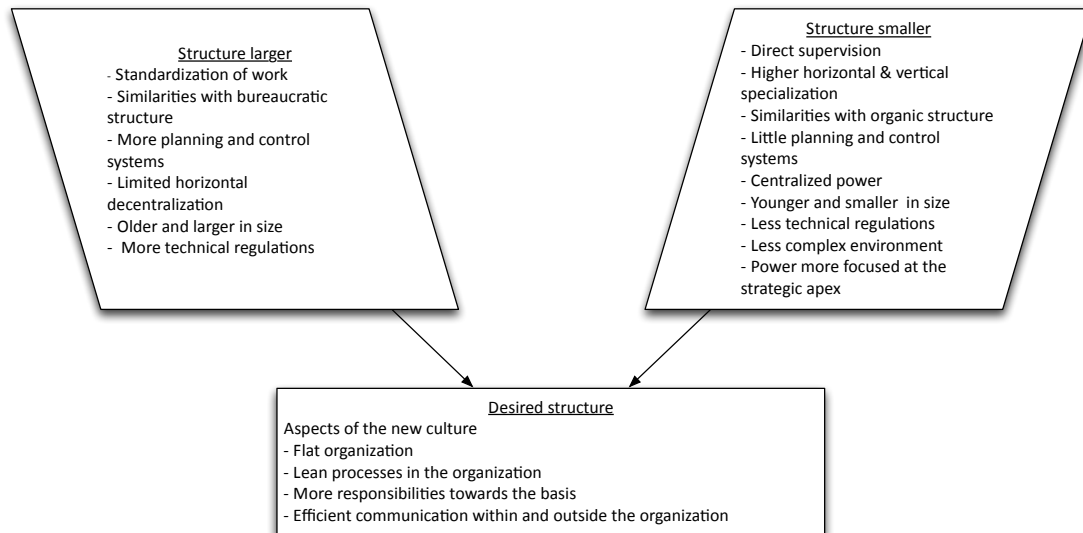 Structure larger
- Standardization of work
- Similarities with bureaucratic
structure
- More planning and control
systems
- Limited horizontal
decentralization
- Older and larger in size
- More technical regulations
Structure smaller
- Direct supervision
- Higher horizontal & vertical
specialization
- Similarities with organic structure
- Little planning and control
systems
- Centralized power
- Younger and smaller in size
- Less technical regulations
- Less complex environment
- Power more focused at the
strategic apex
Desired structure
Aspects of the new culture
- Flat organization
- Lean processes in the organization
- More responsibilities towards the basis
- Efficient communication within and outside the organization